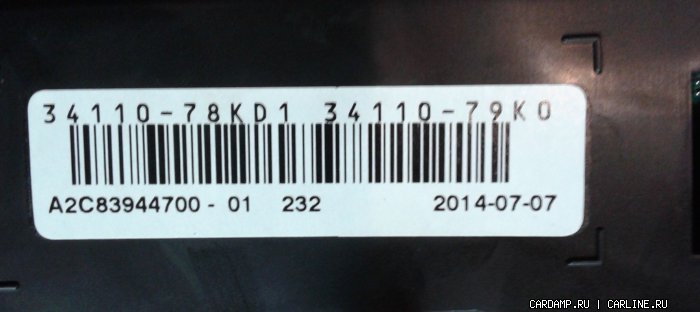 34110-78KD1 34110-79K0
A2C83944700 - 01 232 2014-07-07
CARDAMP.RU | CARLINE.RU